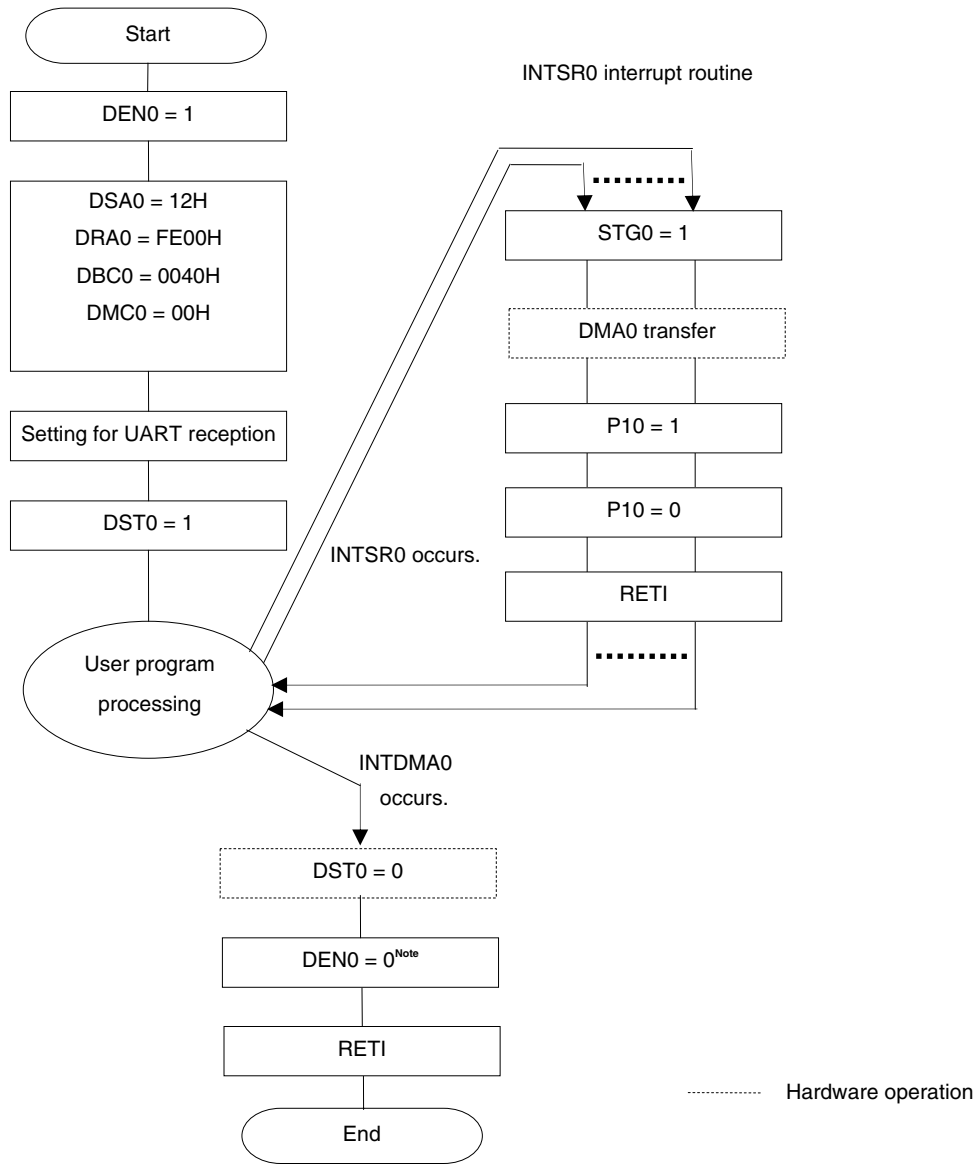 Start
DEN0 = 1
DSA0 = 12H
DRA0 = FE00H
DBC0 = 0040H
DMC0 = 00H
Setting for UART reception
DST0 = 1
User program
processing
INTSR0 interrupt routine
STG0 = 1
DMA0 transfer
P10 = 1
P10 = 0
RETI
INTSR0 occurs.
INTDMA0
occurs.
DST0 = 0
DEN0 = 0Note
RETI
End
Hardware operation